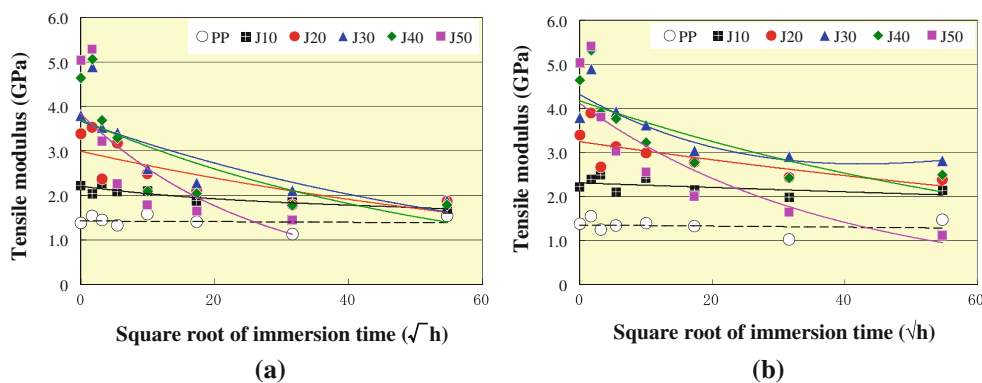 6.0
5.0
4.0
3.0
2.0
1.0
0
20
40
60
PP J10 J20 J30 J40 J50
Tensile modulus (GPa)
Square root of immersion time (√ h)
(a)
6.0
5.0
4.0
3.0
2.0
1.0
0
20
40
60
PP J10 J20 J30 J40 J50
Tensile modulus (GPa)
Square root of immersion time (√h)
(b)